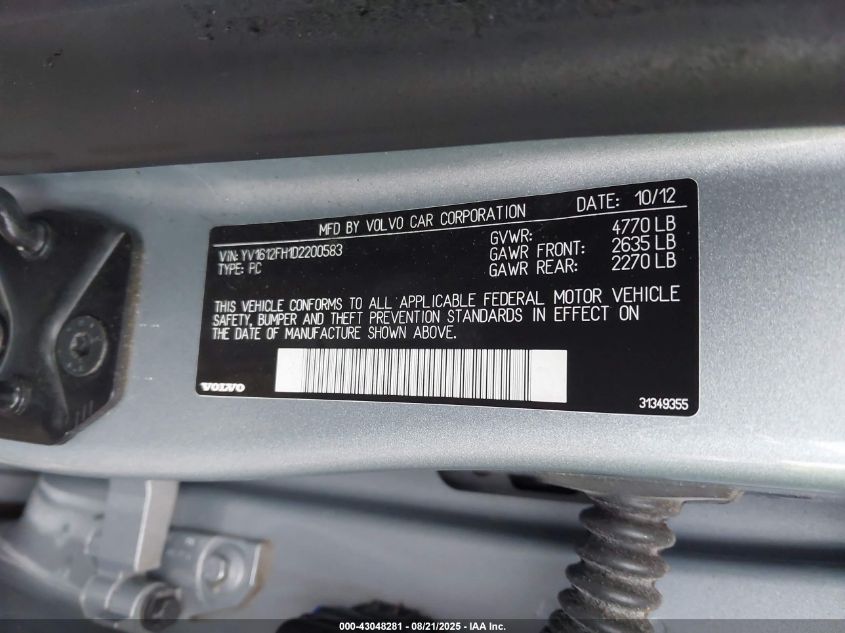 MFD BY VOLVO CAR CORPORATION DATE: 10/12
VIN: YV1612FH1D2200583
TYPE: PC
GVWR: 4770 LB
GAWR FRONT: 2635 LB
GAWR REAR: 2270 LB
THIS VEHICLE CONFORMS TO ALL APPLICABLE FEDERAL MOTOR VEHICLE
SAFETY, BUMPER AND THEFT PREVENTION STANDARDS IN EFFECT ON
THE DATE OF MANUFACTURE SHOWN ABOVE.
VOLVO
31349355
000-43048281 - 08/21/2025 - IAA Inc.